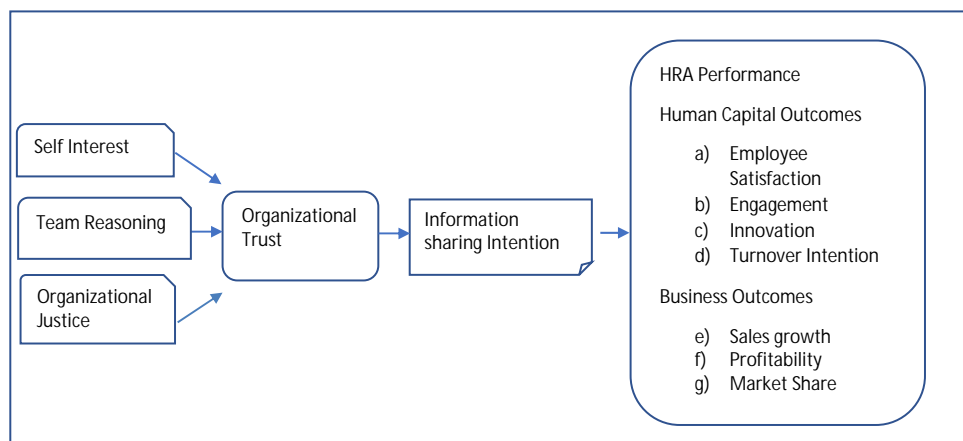 Self Interest
Team Reasoning
Organizational
Justice
Organizational
Trust
Information
sharing Intention
HRA Performance
Human Capital Outcomes
a) Employee
Satisfaction
b) Engagement
c) Innovation
d) Turnover Intention
Business Outcomes
e) Sales growth
f) Profitability
g) Market Share